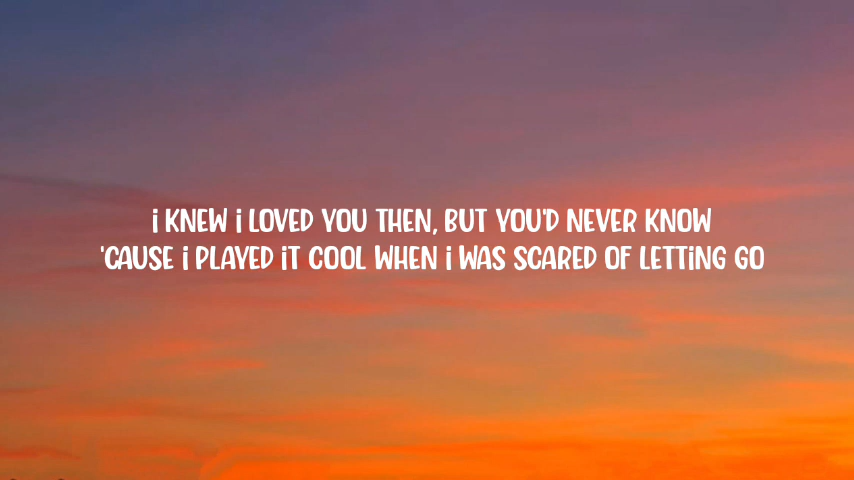 i KNEW i LOVED YOU THEN, BUT YOU'D NEVER KNOW
'CAUSE i PLAYED iT COOL WHEN i WAS SCARED OF LETTiNG GO